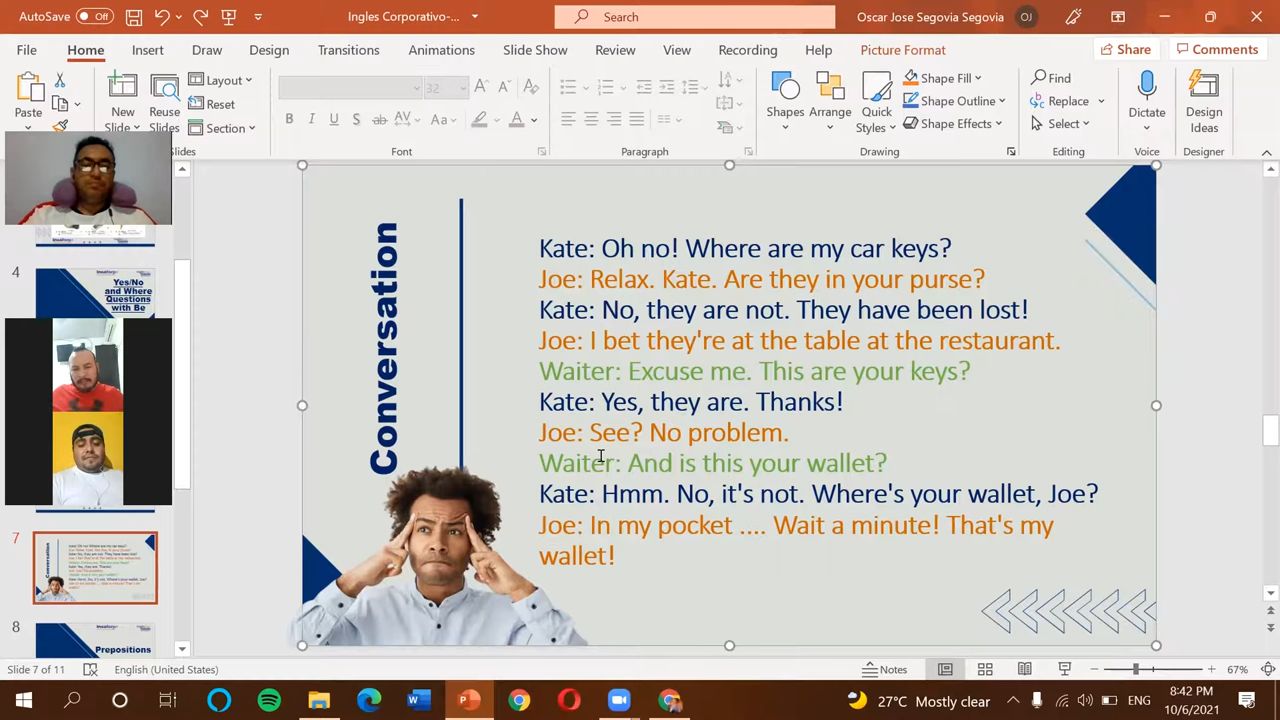 AutoSave Off Ingles Corporativo-... Search Oscar Jose Segovia Segovia OJ
File Home Insert Draw Design Transitions Animations Slide Show Review View Recording Help Picture Format Share Comments
Paste New Slide Reuse Slides Layout Reset Section Shapes Arrange Quick Styles Shape Fill Shape Outline Shape Effects Find Replace Select Dictate Design Ideas
Font Paragraph Drawing Editing Voice Designer
4
Yes/No
and Where
Questions
with Be
7
8
Prepositions
Conversation
Kate: Oh no! Where are my car keys?
Joe: Relax. Kate. Are they in your purse?
Kate: No, they are not. They have been lost!
Joe: I bet they're at the table at the restaurant.
Waiter: Excuse me. This are your keys?
Kate: Yes, they are. Thanks!
Joe: See? No problem.
Waiter: And is this your wallet?
Kate: Hmm. No, it's not. Where's your wallet, Joe?
Joe: In my pocket .... Wait a minute! That's my
wallet!
Slide 7 of 11 English (United States) Notes 67%
27°C Mostly clear ENG 8:42 PM
10/6/2021